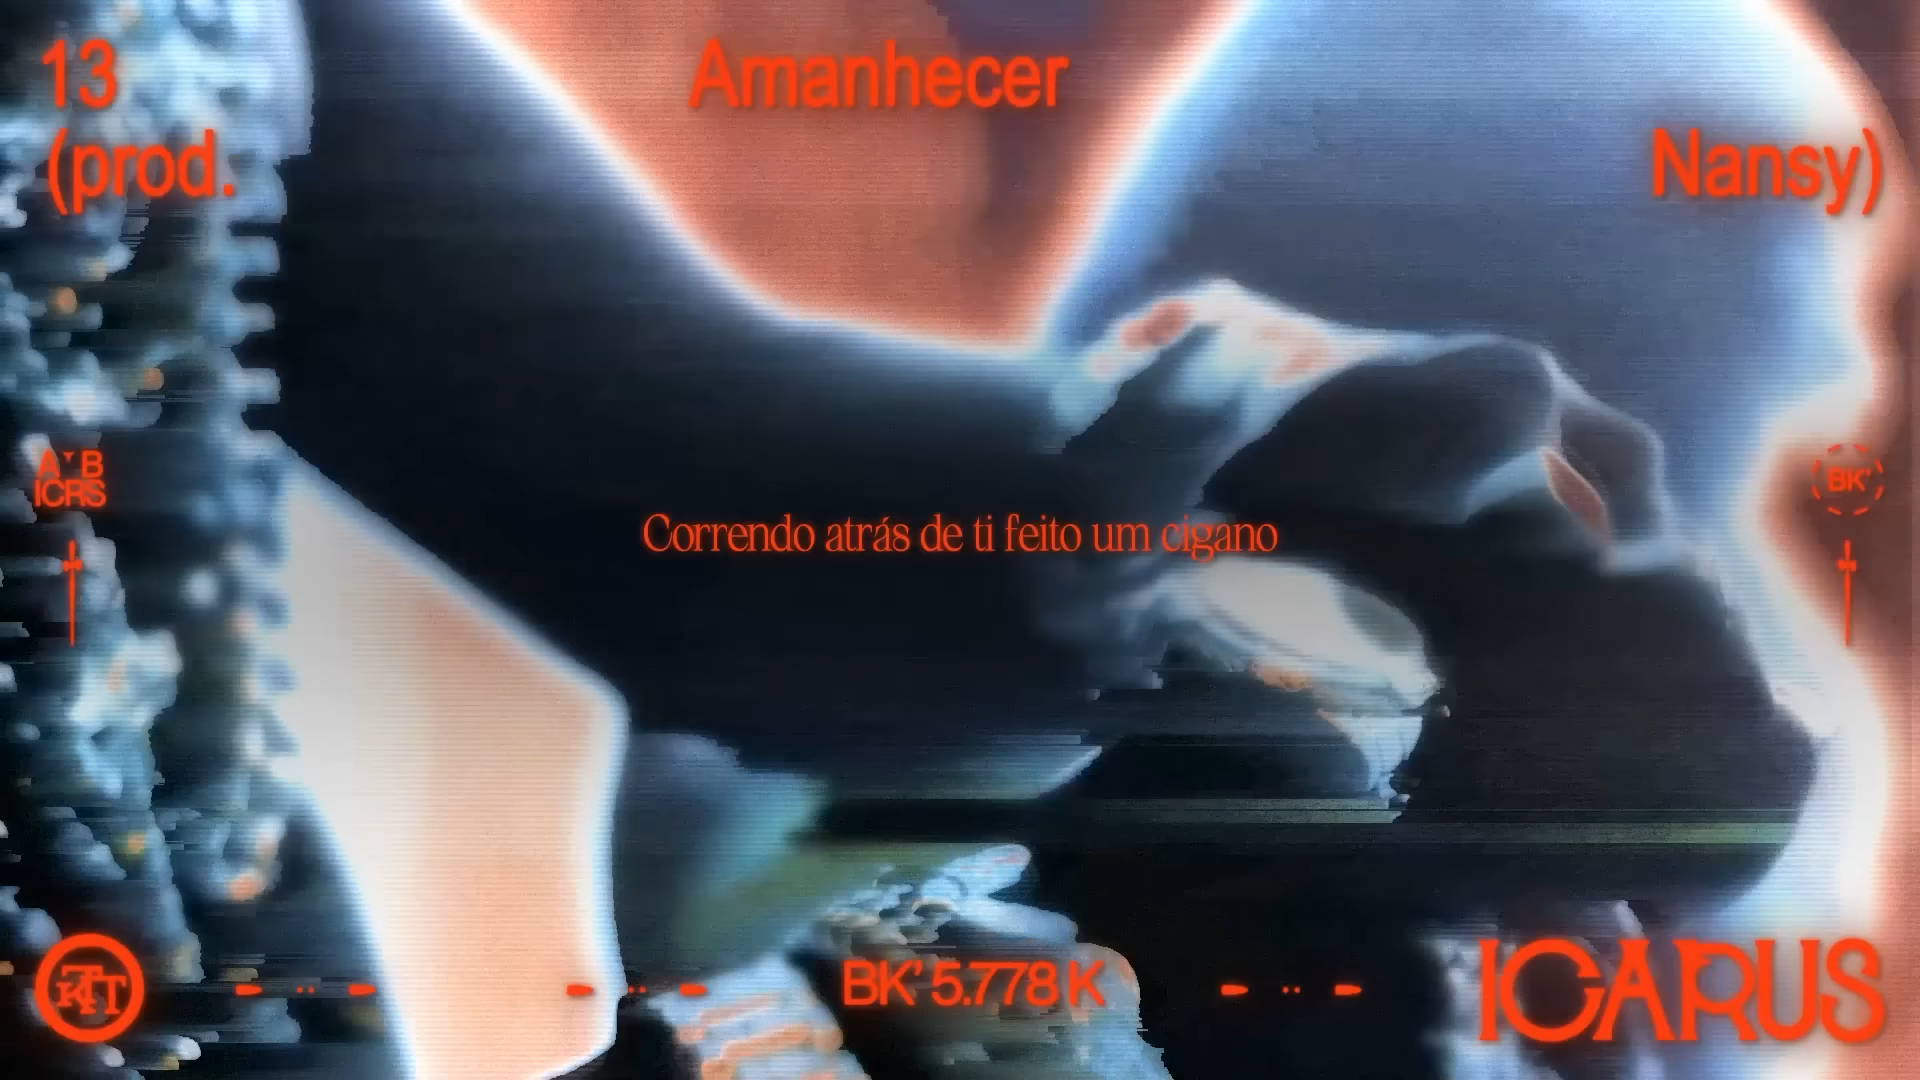 13 Amanhecer
(prod. Nansy)
A B
ICRS
BK'
Correndo atrás de ti feito um cigano
BK' 5.778 K
ICARUS